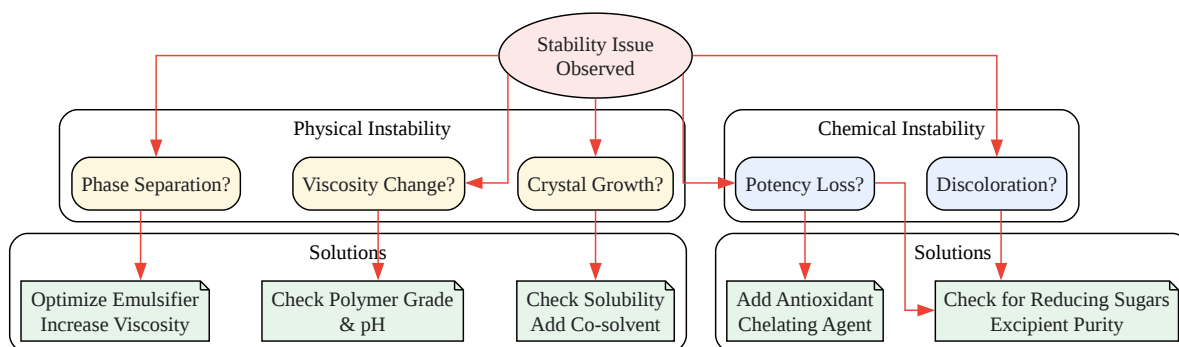 Stability Issue
Observed
Physical Instability
Chemical Instability
Phase Separation?
Viscosity Change?
Crystal Growth?
Potency Loss?
Discoloration?
Solutions
Solutions
Optimize Emulsifier
Increase Viscosity
Check Polymer Grade
& pH
Check Solubility
Add Co-solvent
Add Antioxidant
Chelating Agent
Check for Reducing Sugars
Excipient Purity